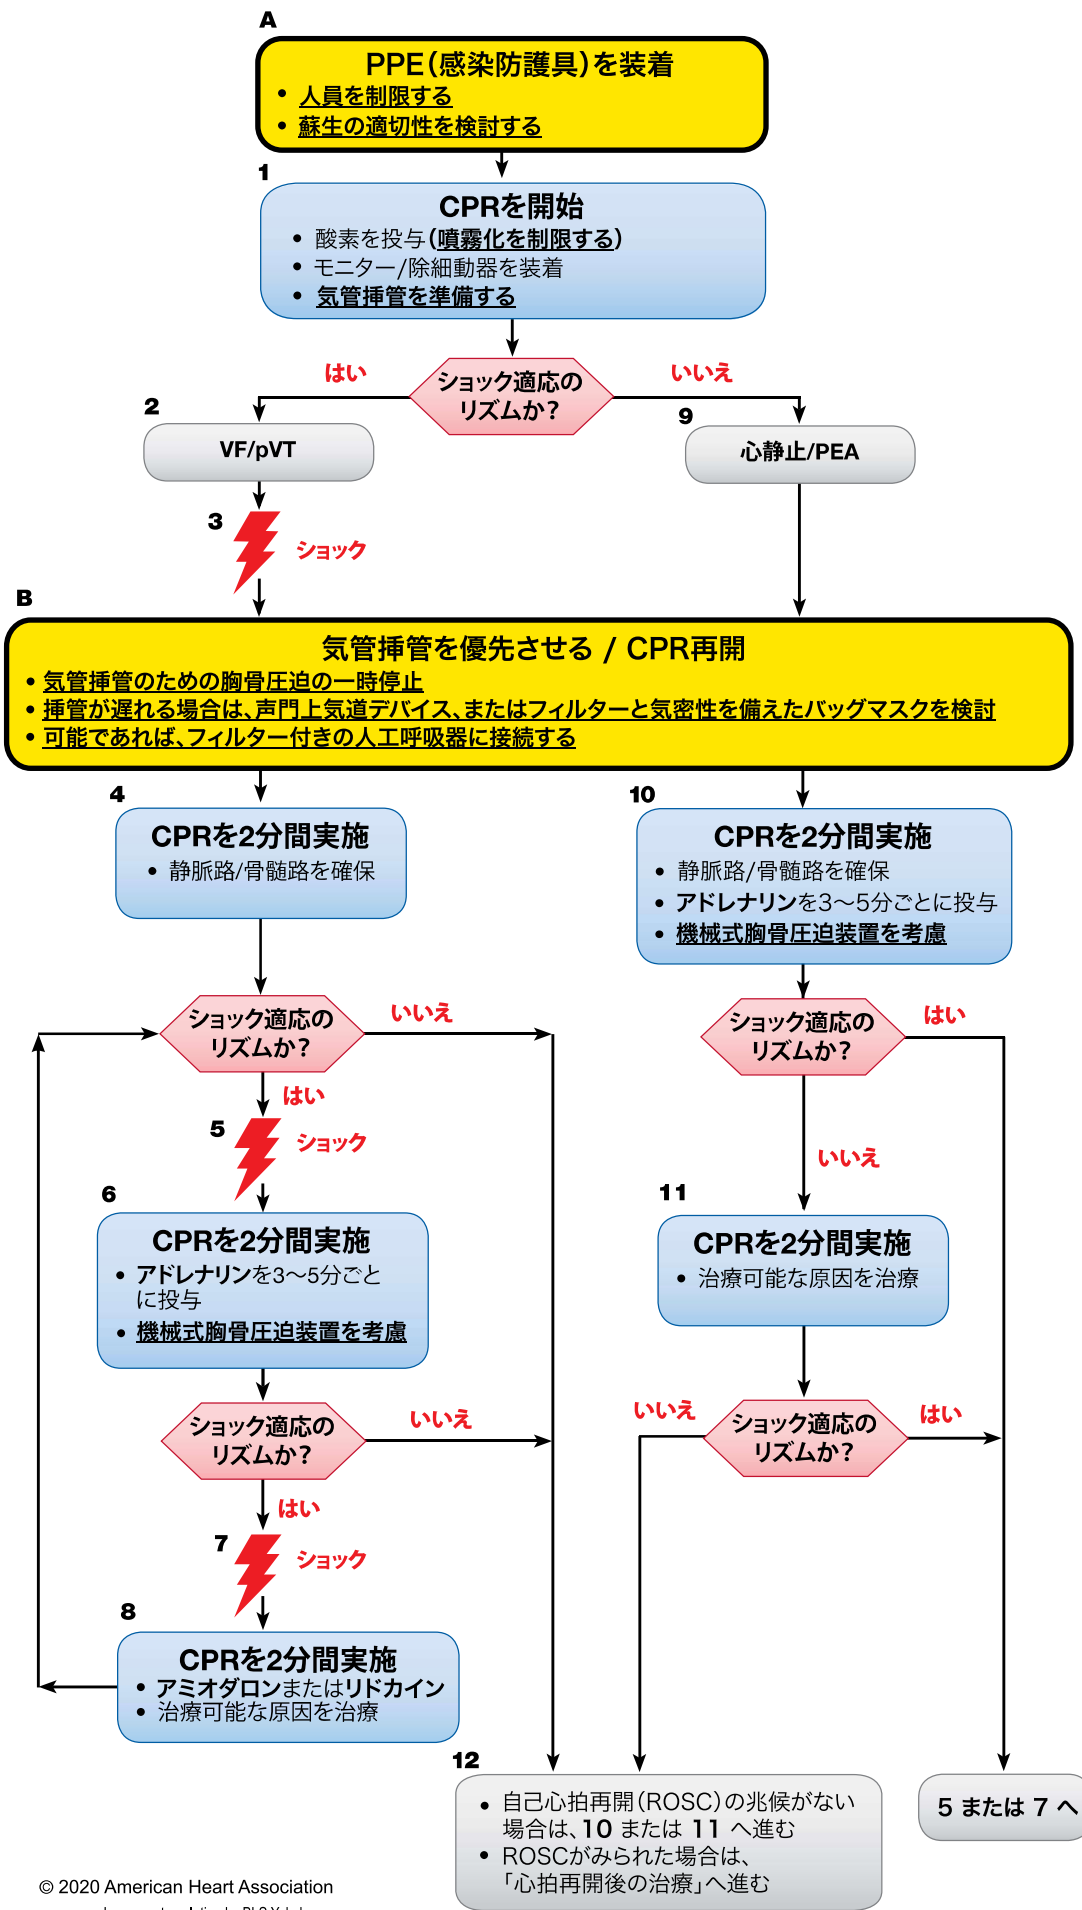 A
PPE（感染防護具）を装着
• 人員を制限する
• 蘇生の適切性を検討する
1
CPRを開始
• 酸素を投与（噴霧化を制限する）
• モニター/除細動器を装着
• 気管挿管を準備する
はい
ショック適応の
リズムか？
いいえ
2
VF/pVT
9
心静止/PEA
3
ショック
B
気管挿管を優先させる / CPR再開
• 気管挿管のための胸骨圧迫の一時停止
• 挿管が遅れる場合は、声門上気道デバイス、またはフィルターと気密性を備えたバッグマスクを検討
• 可能であれば、フィルター付きの人工呼吸器に接続する
4
CPRを2分間実施
• 静脈路/骨髄路を確保
10
CPRを2分間実施
• 静脈路/骨髄路を確保
• アドレナリンを3〜5分ごとに投与
• 機械式胸骨圧迫装置を考慮
ショック適応の
リズムか？
いいえ
はい
ショック適応の
リズムか？
はい
いいえ
5
ショック
6
CPRを2分間実施
• アドレナリンを3〜5分ごと
に投与
• 機械式胸骨圧迫装置を考慮
11
CPRを2分間実施
• 治療可能な原因を治療
ショック適応の
リズムか？
いいえ
はい
いいえ
ショック適応の
リズムか？
はい
7
ショック
8
CPRを2分間実施
• アミオダロンまたはリドカイン
• 治療可能な原因を治療
12
• 自己心拍再開（ROSC）の兆候がない
場合は、10 または 11 へ進む
• ROSCがみられた場合は、
「心拍再開後の治療」へ進む
5 または 7 へ
© 2020 American Heart Association